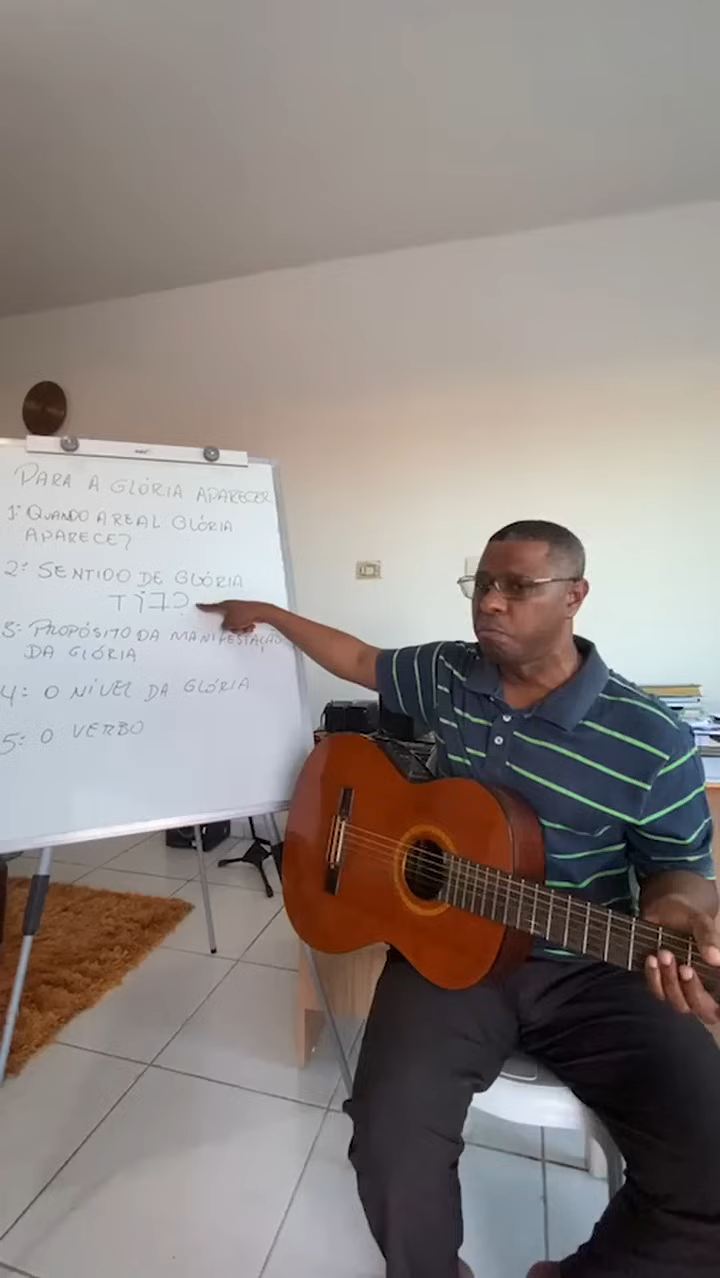 PARA A GLÓRIA APARECER
1º QUANDO A REAL GLÓRIA
APARECE?
2º SENTIDO DE GLÓRIA
3º PROPÓSITO DA MANIFESTAÇÃO
DA GLÓRIA
4º O NÍVEL DA GLÓRIA
5º O VERBO